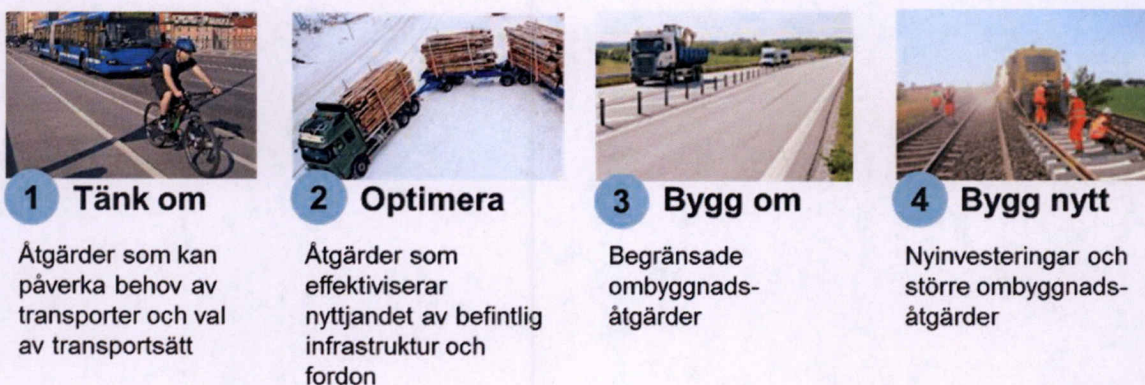 1 Tänk om
Åtgärder som kan
påverka behov av
transporter och val
av transportsätt
2 Optimera
Åtgärder som
effektiviserar
nyttjandet av befintlig
infrastruktur och
fordon
3 Bygg om
Begränsade
ombyggnads-
åtgärder
4 Bygg nytt
Nyinvesteringar och
större ombyggnads-
åtgärder